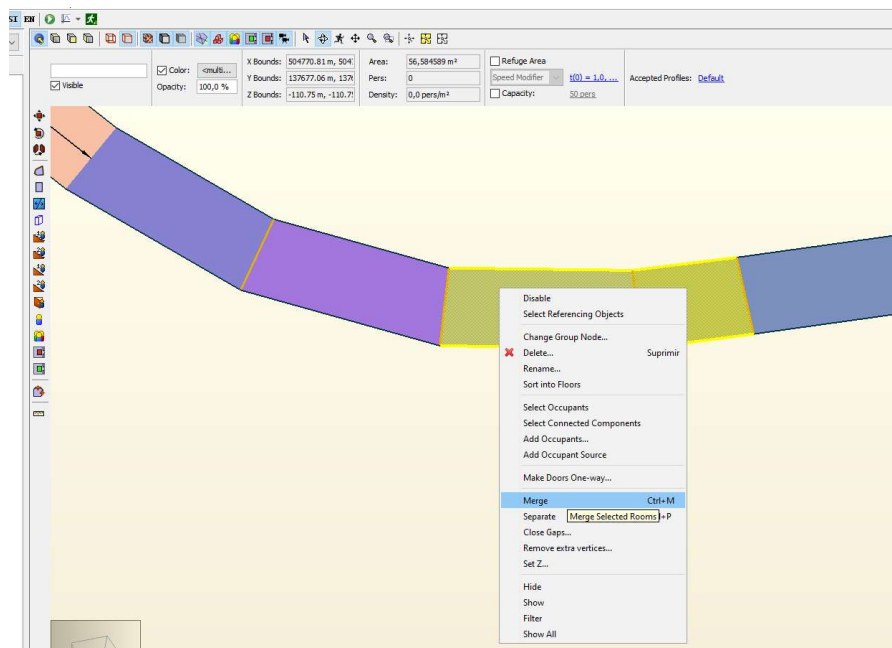 SI EN
Visible
Color: <multi...
Opacity: 100,0 %
X Bounds: 504770.81 m, 504
Y Bounds: 137677.06 m, 137
Z Bounds: -110.75 m, -110.7
Area: 56,584589 m²
Pers: 0
Density: 0,0 pers/m²
Refuge Area
Speed Modifier t(0) = 1,0, ...
Capacity: 50 pers
Accepted Profiles: Default
Disable
Select Referencing Objects
Change Group Node...
Delete... Suprimir
Rename...
Sort into Floors
Select Occupants
Select Connected Components
Add Occupants...
Add Occupant Source
Make Doors One-way...
Merge Ctrl+M
Separate Merge Selected Rooms +P
Close Gaps...
Remove extra vertices...
Set Z...
Hide
Show
Filter
Show All